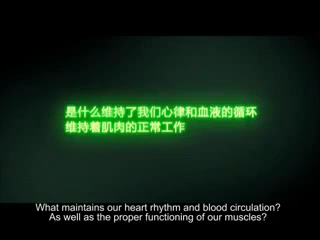 是什么维持了我们心律和血液的循环
维持着肌肉的正常工作
What maintains our heart rhythm and blood circulation?
As well as the proper functioning of our muscles?